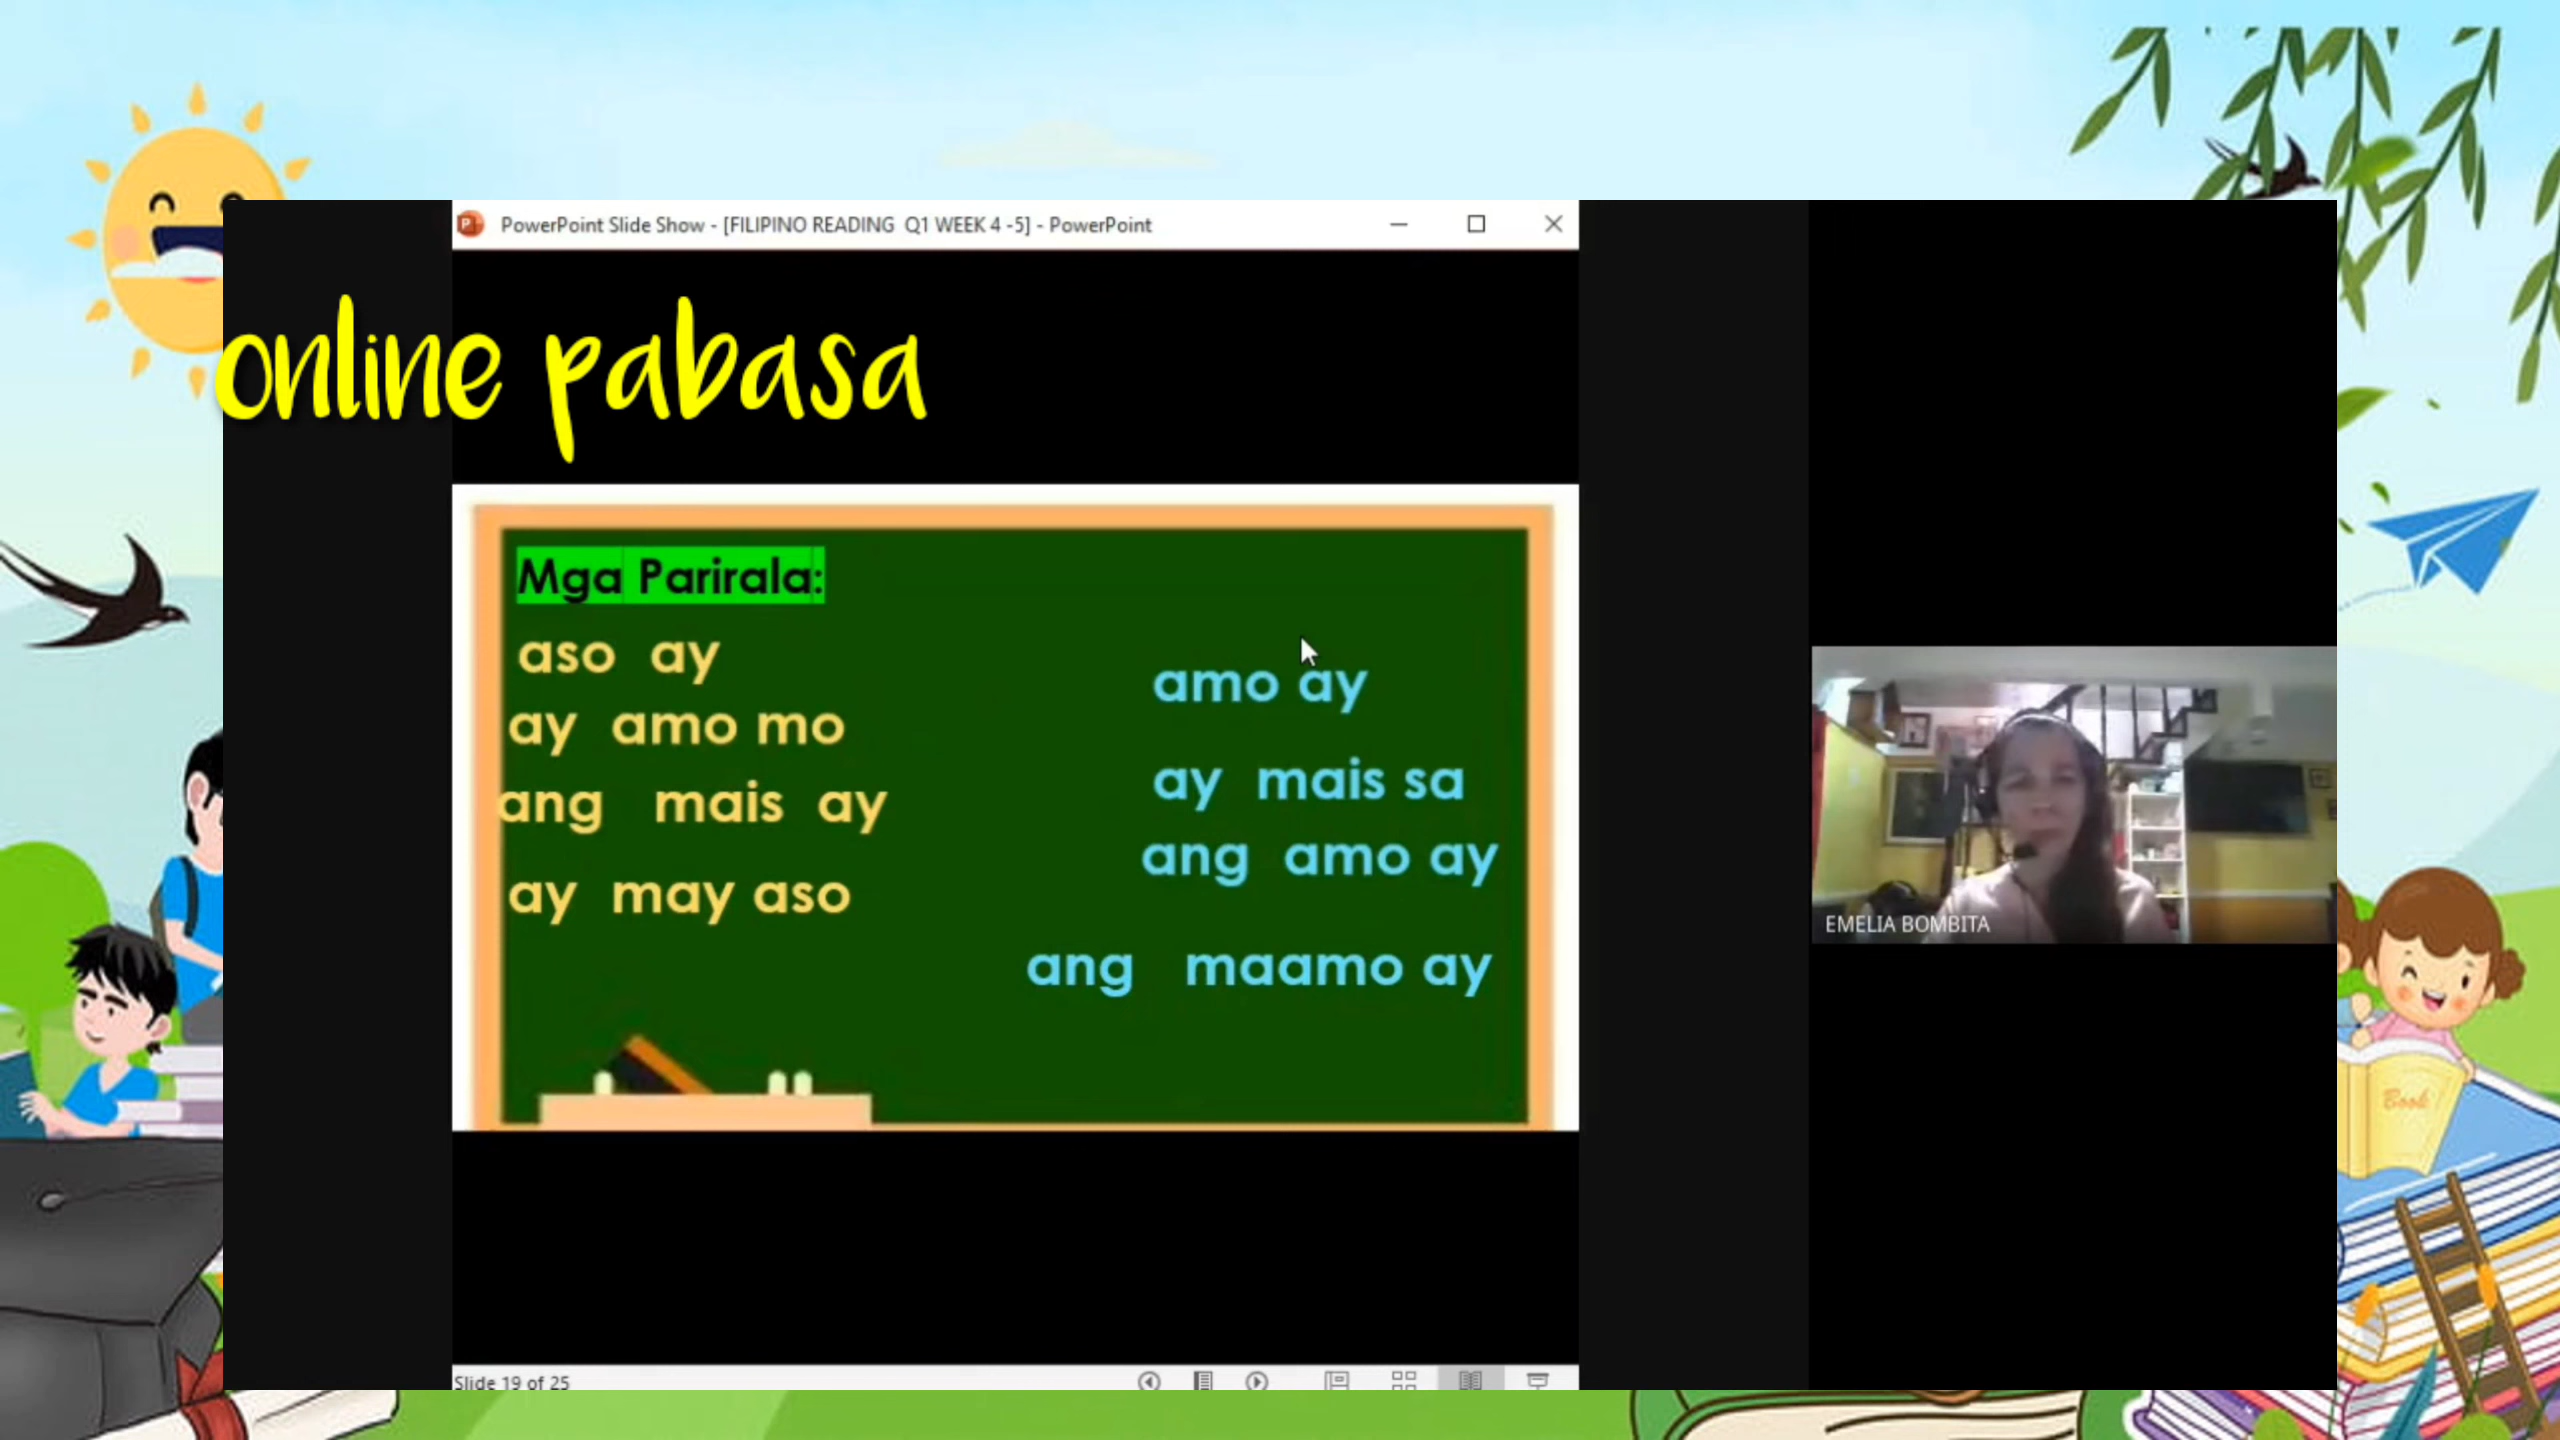 PowerPoint Slide Show - [FILIPINO READING Q1 WEEK 4 -5] - PowerPoint
online pabasa
Mga Parirala:
aso ay
ay amo mo
ang mais ay
ay may aso
amo ay
ay mais sa
ang amo ay
ang maamo ay
EMELIA BOMBITA
Book
Slide 19 of 25